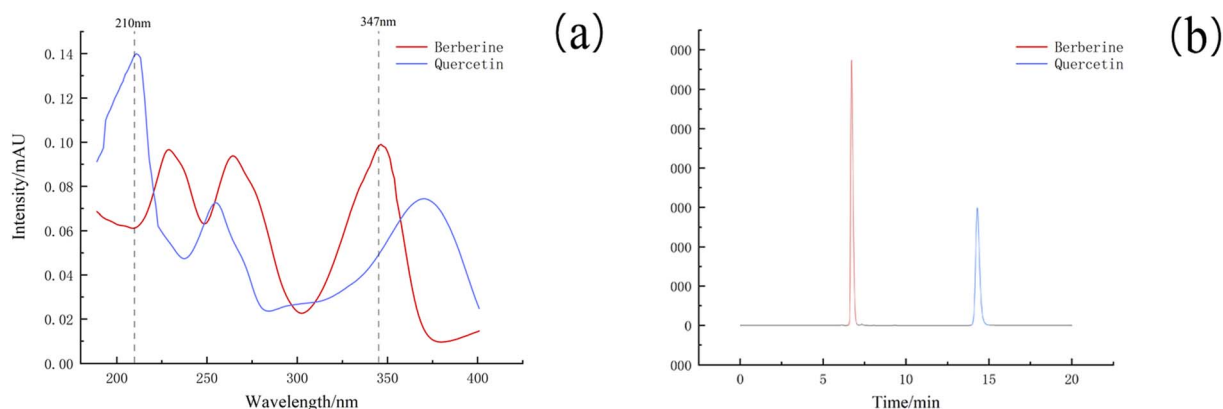 210nm
347nm
(a)
Berberine
Quercetin
0.14
0.12
0.10
0.08
0.06
0.04
0.02
0.00
Intensity/mAU
200
250
300
350
400
Wavelength/nm
(b)
Berberine
Quercetin
000
000
000
000
000
000
000
0
000
0
5
10
15
20
Time/min